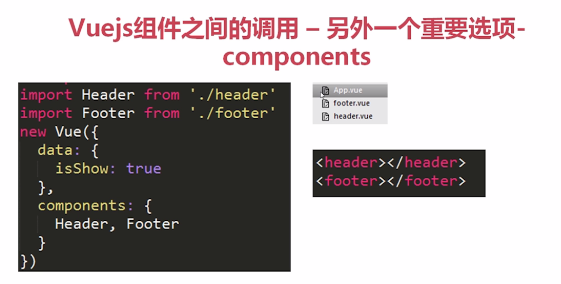 Vuejs组件之间的调用 – 另外一个重要选项-
components
import Header from './header'
import Footer from './footer'
new Vue({
data: {
isShow: true
},
components: {
Header, Footer
}
})
App.vue
footer.vue
header.vue
<header></header>
<footer></footer>